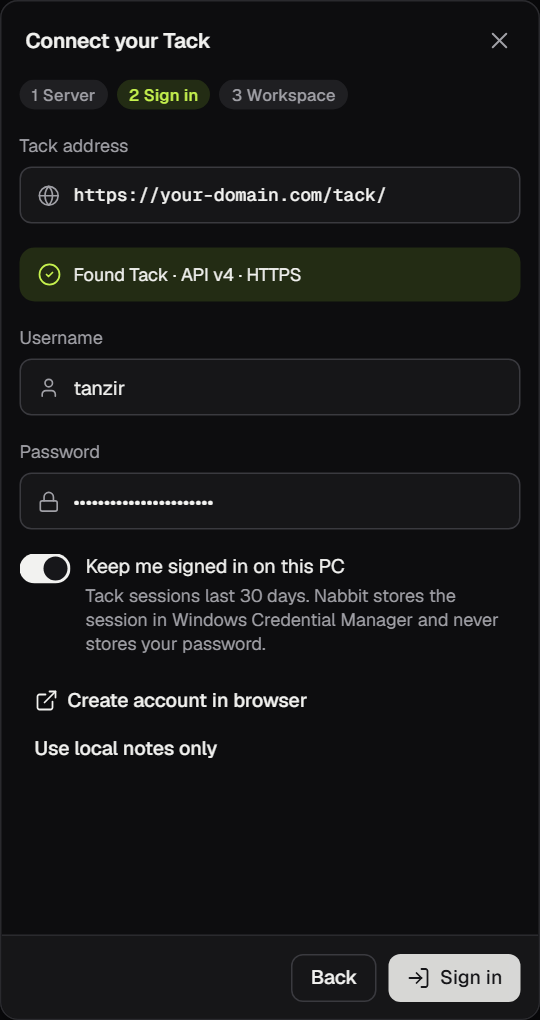 Connect your Tack
1 Server
2 Sign in
3 Workspace
Tack address
https://your-domain.com/tack/
Found Tack · API v4 · HTTPS
Username
tanzir
Password
•••••••••••••••••••••••
Keep me signed in on this PC
Tack sessions last 30 days. Nabbit stores the
session in Windows Credential Manager and never
stores your password.
Create account in browser
Use local notes only
Back
Sign in